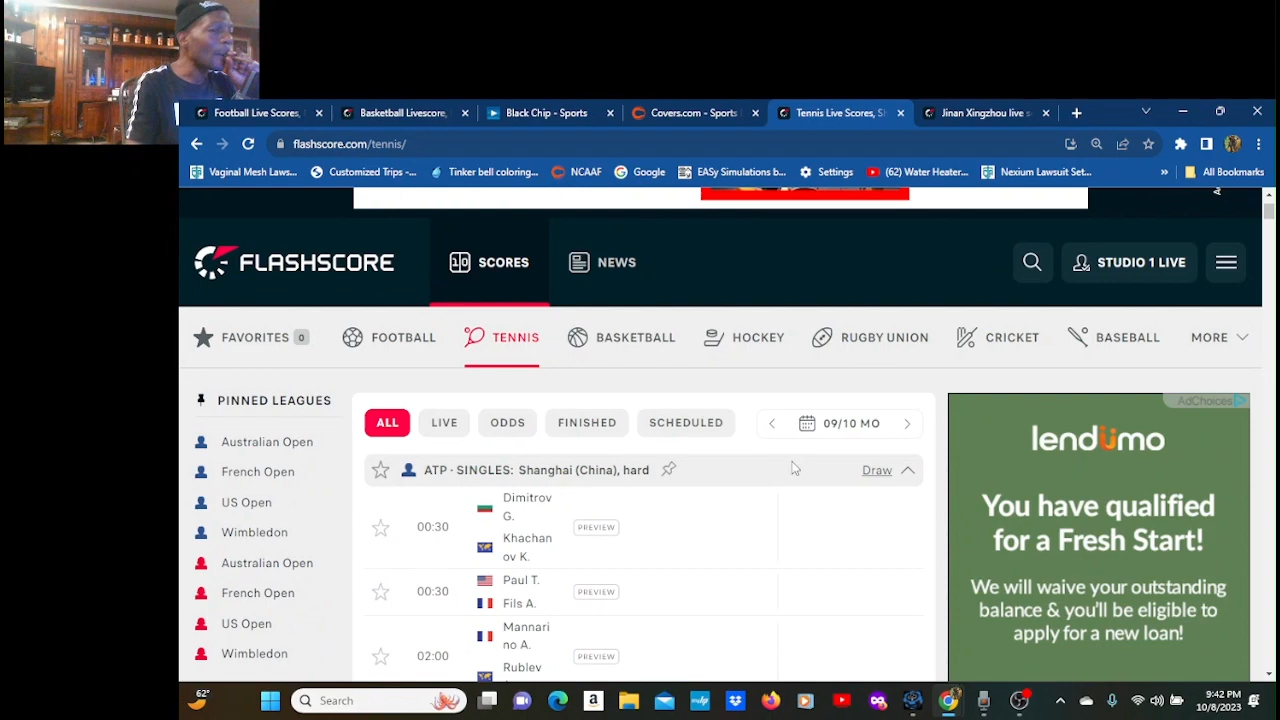 Football Live Scores,
Basketball Livescore,
Black Chip - Sports
Covers.com - Sports
Tennis Live Scores, S
Jinan Xingzhou live s
flashscore.com/tennis/
Vaginal Mesh Laws...
Customized Trips -...
Tinker bell coloring...
NCAAF
Google
EASy Simulations b...
Settings
(62) Water Heater...
Nexium Lawsuit Set...
»
All Bookmarks
FLASHSCORE
SCORES
NEWS
STUDIO 1 LIVE
FAVORITES 0
FOOTBALL
TENNIS
BASKETBALL
HOCKEY
RUGBY UNION
CRICKET
BASEBALL
MORE
PINNED LEAGUES
Australian Open
French Open
US Open
Wimbledon
Australian Open
French Open
US Open
Wimbledon
ALL
LIVE
ODDS
FINISHED
SCHEDULED
09/10 MO
ATP - SINGLES: Shanghai (China), hard
Draw
00:30
Dimitrov
G.
Khachan
ov K.
PREVIEW
00:30
Paul T.
Fils A.
PREVIEW
02:00
Mannari
no A.
Rublev
PREVIEW
AdChoices
lendumo
You have qualified
for a Fresh Start!
We will waive your outstanding
balance & you'll be eligible to
apply for a new loan!
62°
Search
9:42 PM
10/8/2023